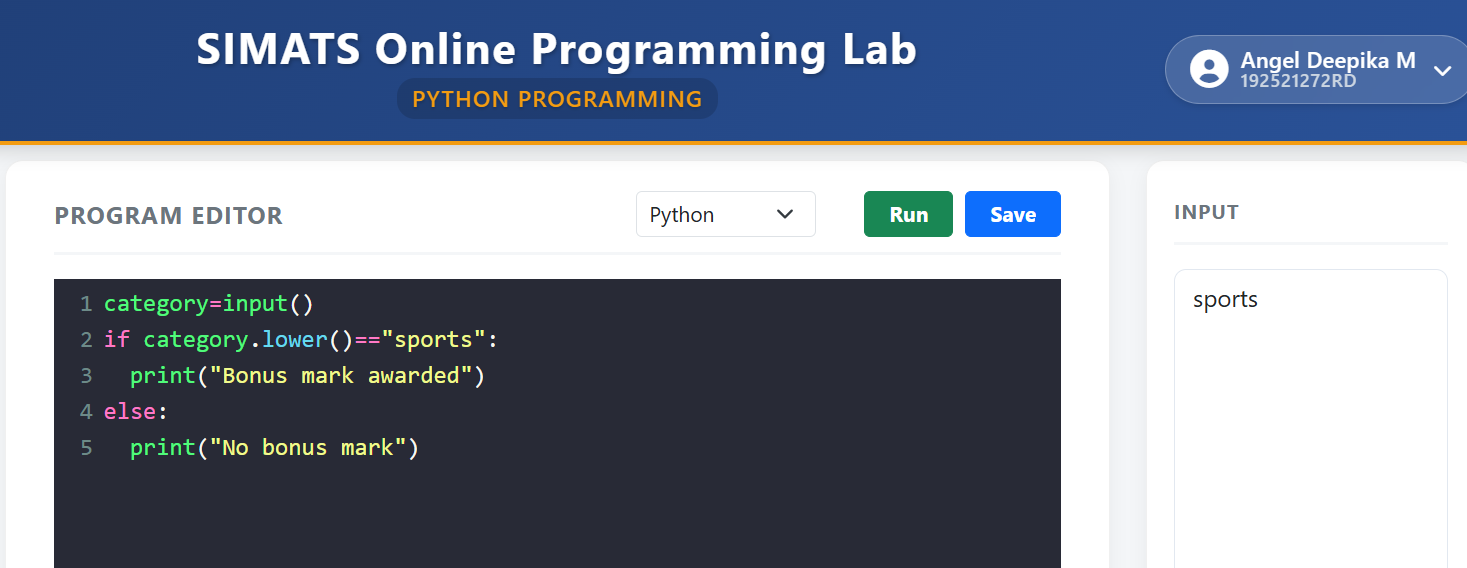 SIMATS Online Programming Lab
PYTHON PROGRAMMING
Angel Deepika M
192521272RD
PROGRAM EDITOR
Python
Run
Save
1 category=input()
2 if category.lower()=="sports":
3   print("Bonus mark awarded")
4 else:
5   print("No bonus mark")
INPUT
sports